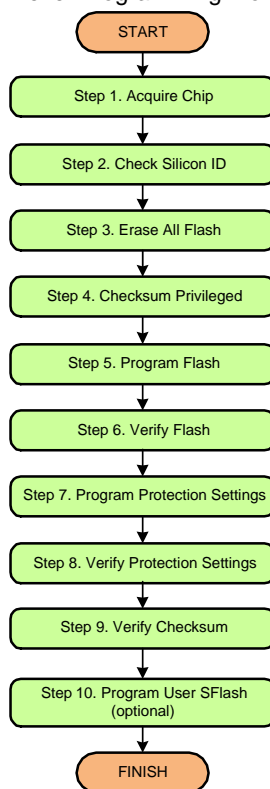 START
Step 1. Acquire Chip
Step 2. Check Silicon ID
Step 3. Erase All Flash
Step 4. Checksum Privileged
Step 5. Program Flash
Step 6. Verify Flash
Step 7. Program Protection Settings
Step 8. Verify Protection Settings
Step 9. Verify Checksum
Step 10. Program User SFlash
(optional)
FINISH